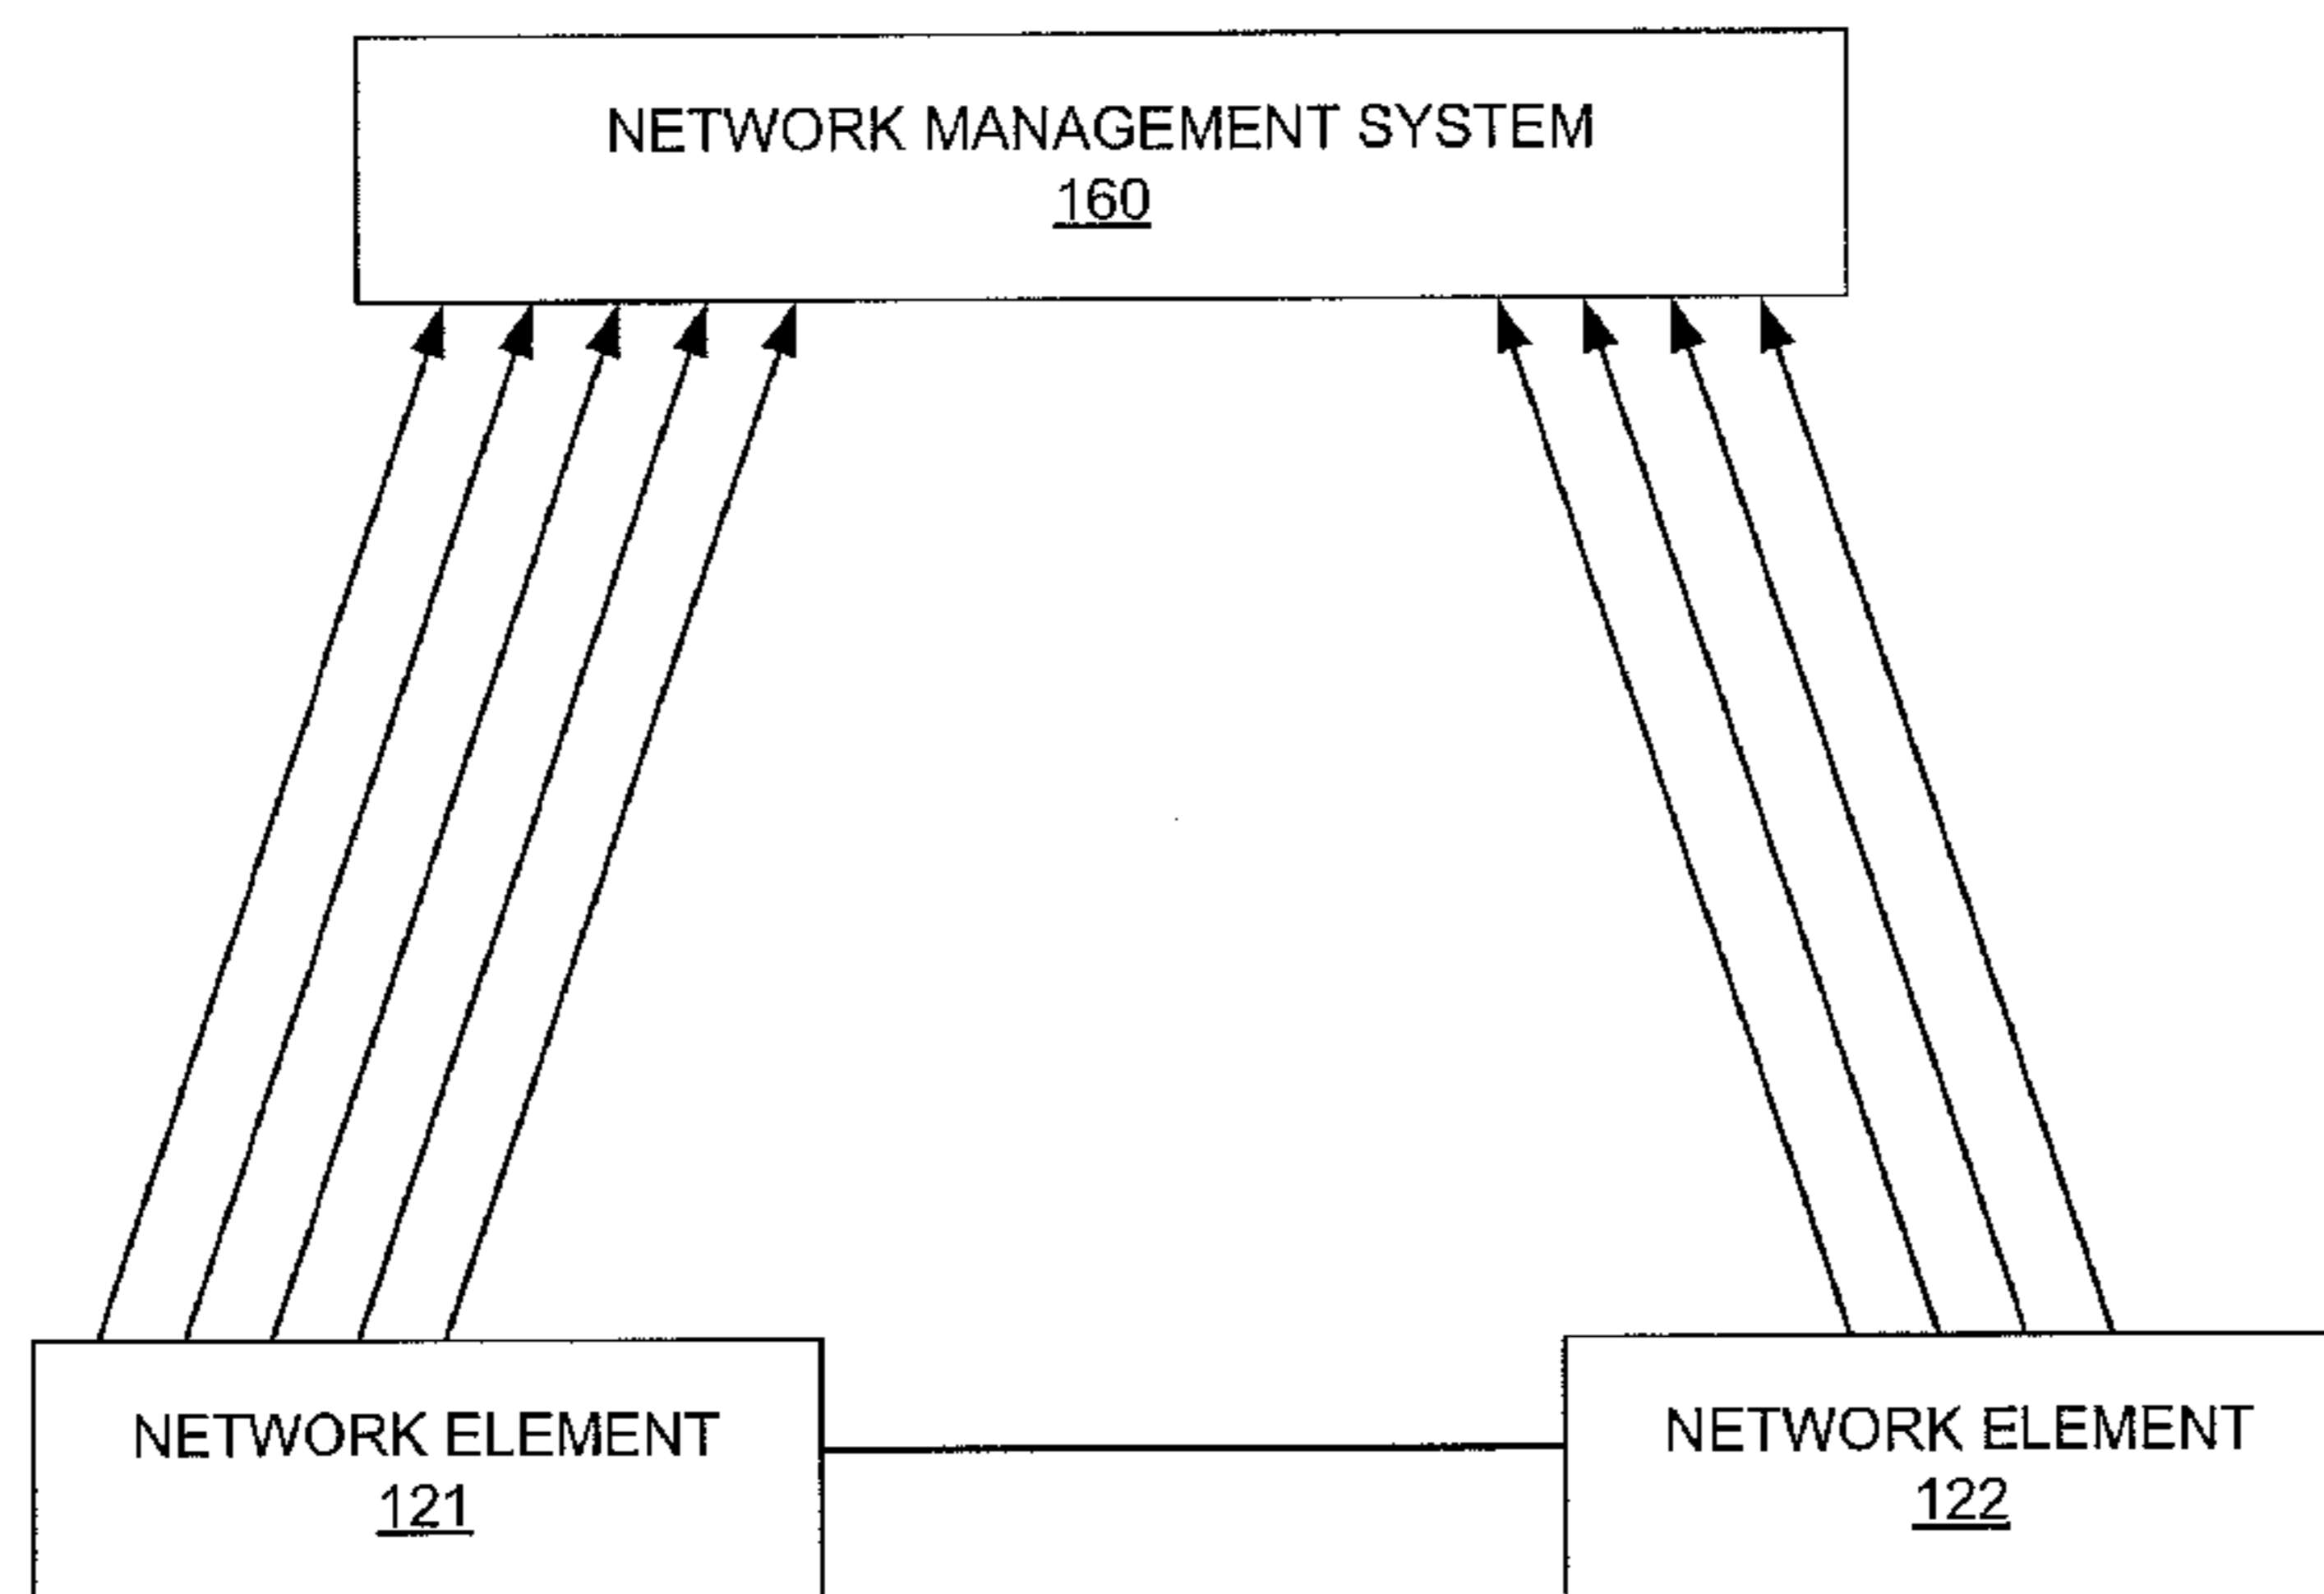 NETWORK MANAGEMENT SYSTEM
160
NETWORK ELEMENT
121
NETWORK ELEMENT
122